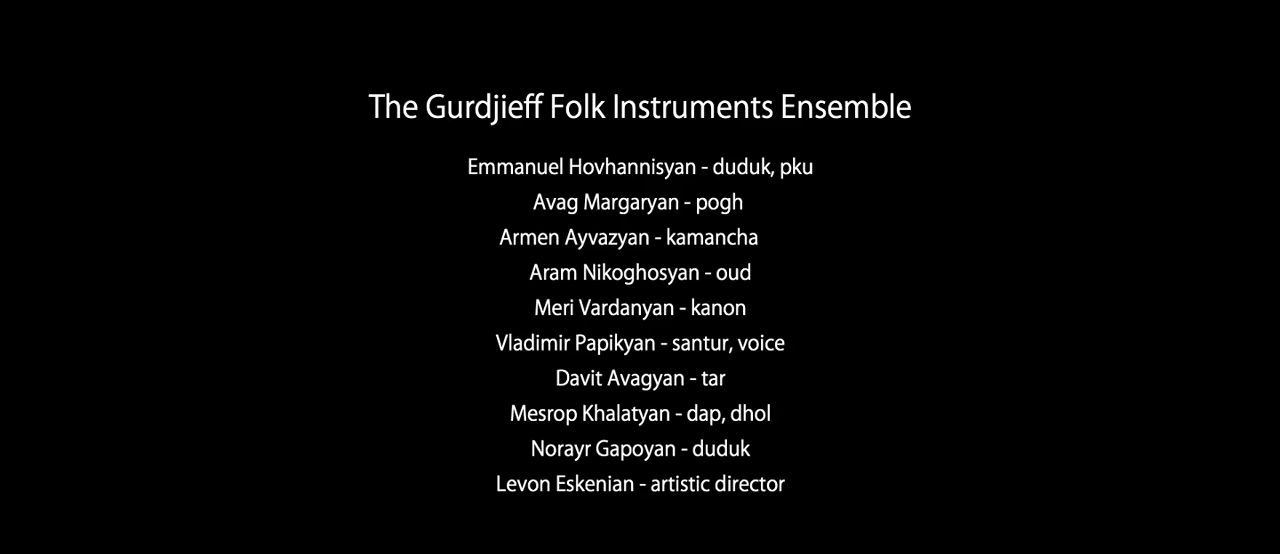 The Gurdjieff Folk Instruments Ensemble
Emmanuel Hovhannisyan - duduk, pku
Avag Margaryan - pogh
Armen Ayvazyan - kamancha
Aram Nikoghosyan - oud
Meri Vardanyan - kanon
Vladimir Papikyan - santur, voice
Davit Avagyan - tar
Mesrop Khalatyan - dap, dhol
Norayr Gapoyan - duduk
Levon Eskenian - artistic director